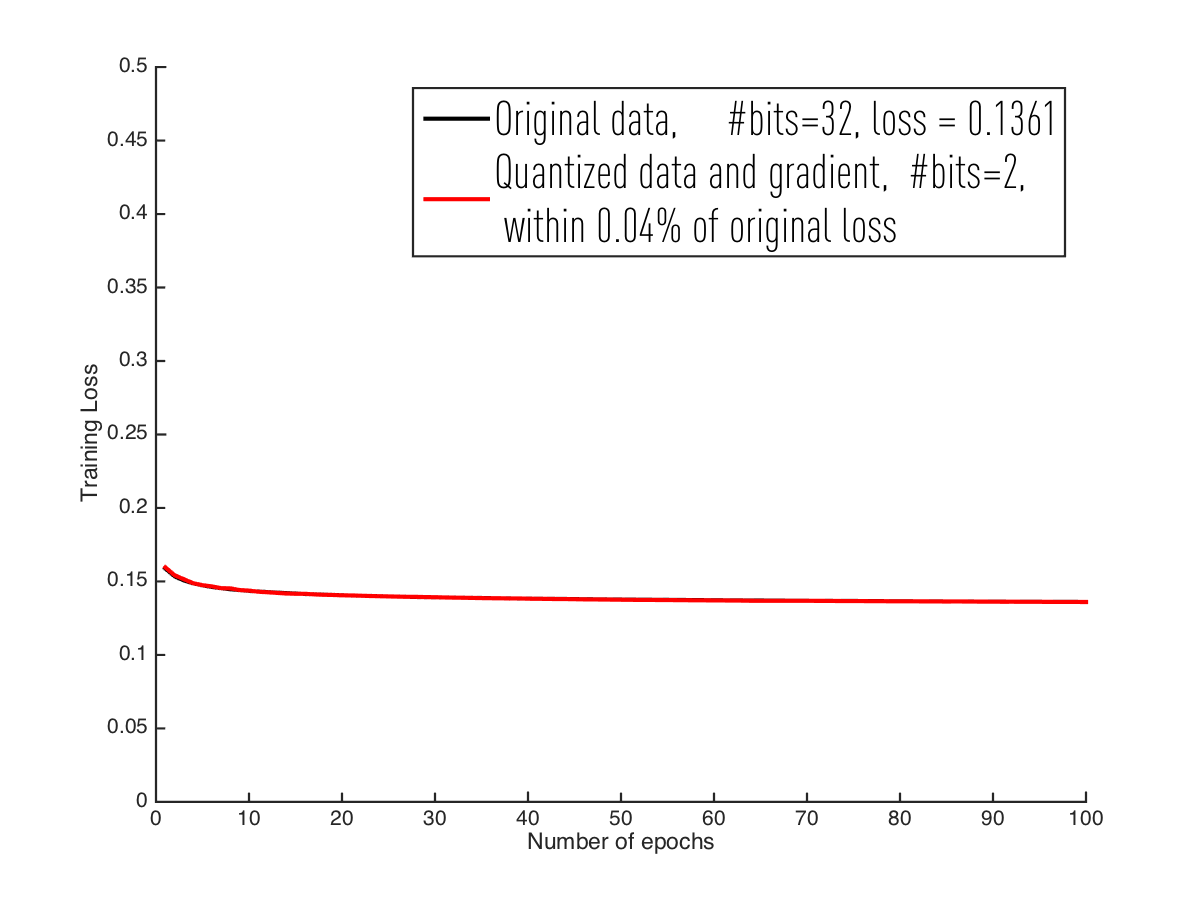 0.5
Original data, #bits=32, loss = 0.1361
0.45
Quantized data and gradient, #bits=2,
0.4
within 0.04% of original loss
0.35
0.3
Training Loss
0.25
0.2
0.15
0.1
0.05
0
0 10 20 30 40 50 60 70 80 90 100
Number of epochs